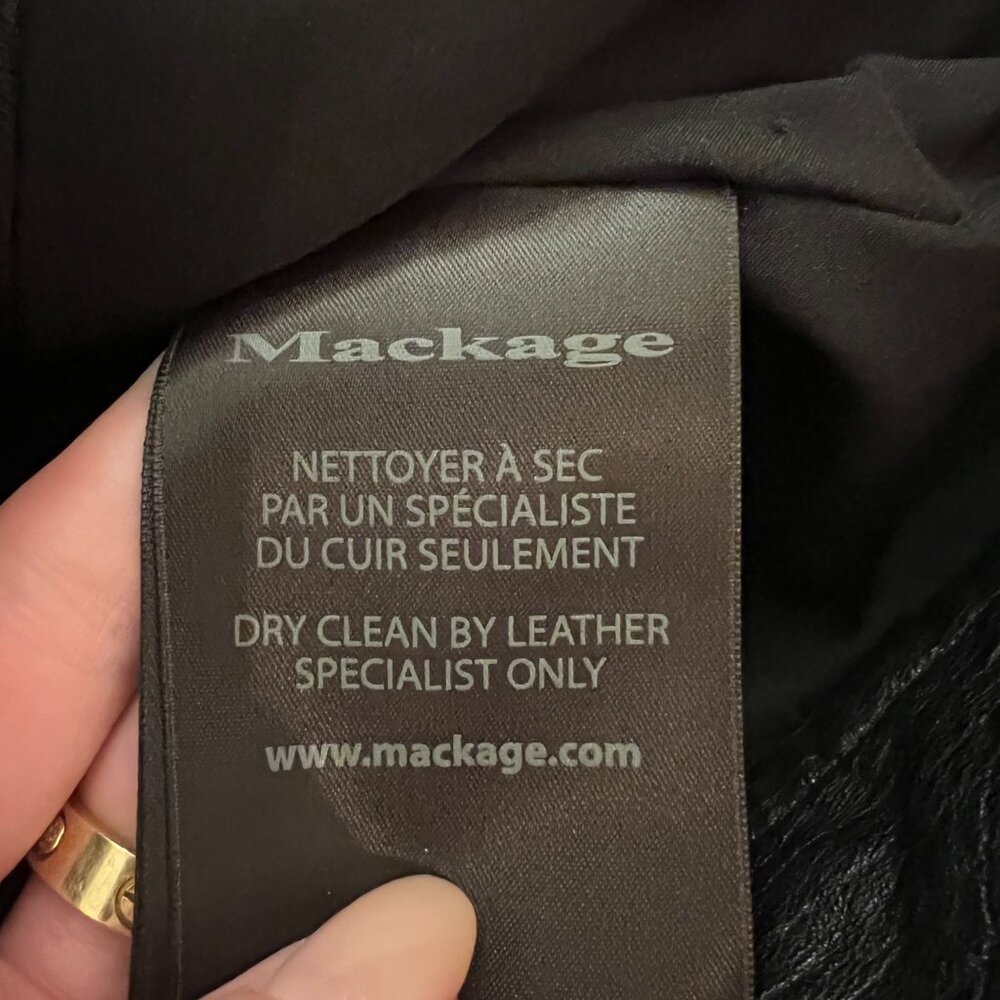 Mackage
NETTOYER À SEC
PAR UN SPÉCIALISTE
DU CUIR SEULEMENT
DRY CLEAN BY LEATHER
SPECIALIST ONLY
www.mackage.com